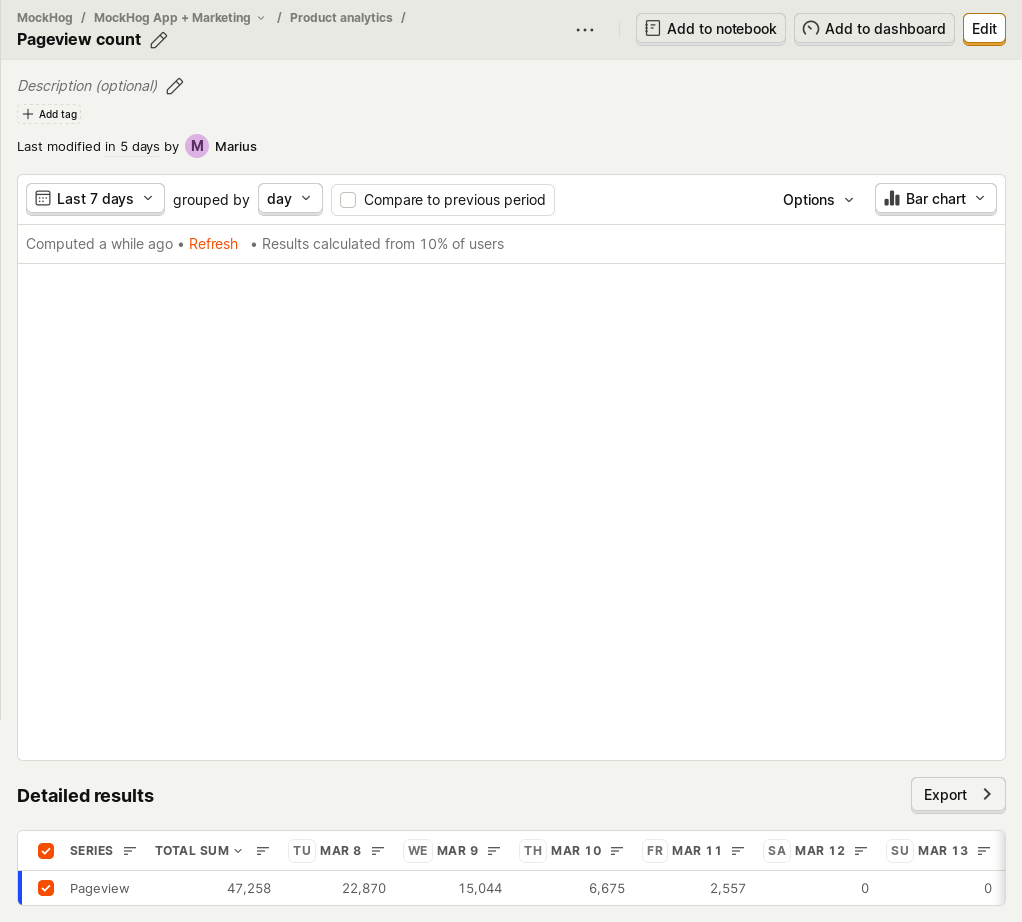 MockHog / MockHog App + Marketing / Product analytics /
Pageview count
Add to notebook
Add to dashboard
Edit
Description (optional)
Add tag
Last modified in 5 days by M Marius
Last 7 days grouped by day Compare to previous period Options Bar chart
Computed a while ago • Refresh • Results calculated from 10% of users
Detailed results
Export
SERIES TOTAL SUM TU MAR 8 WE MAR 9 TH MAR 10 FR MAR 11 SA MAR 12 SU MAR 13
Pageview 47,258 22,870 15,044 6,675 2,557 0 0